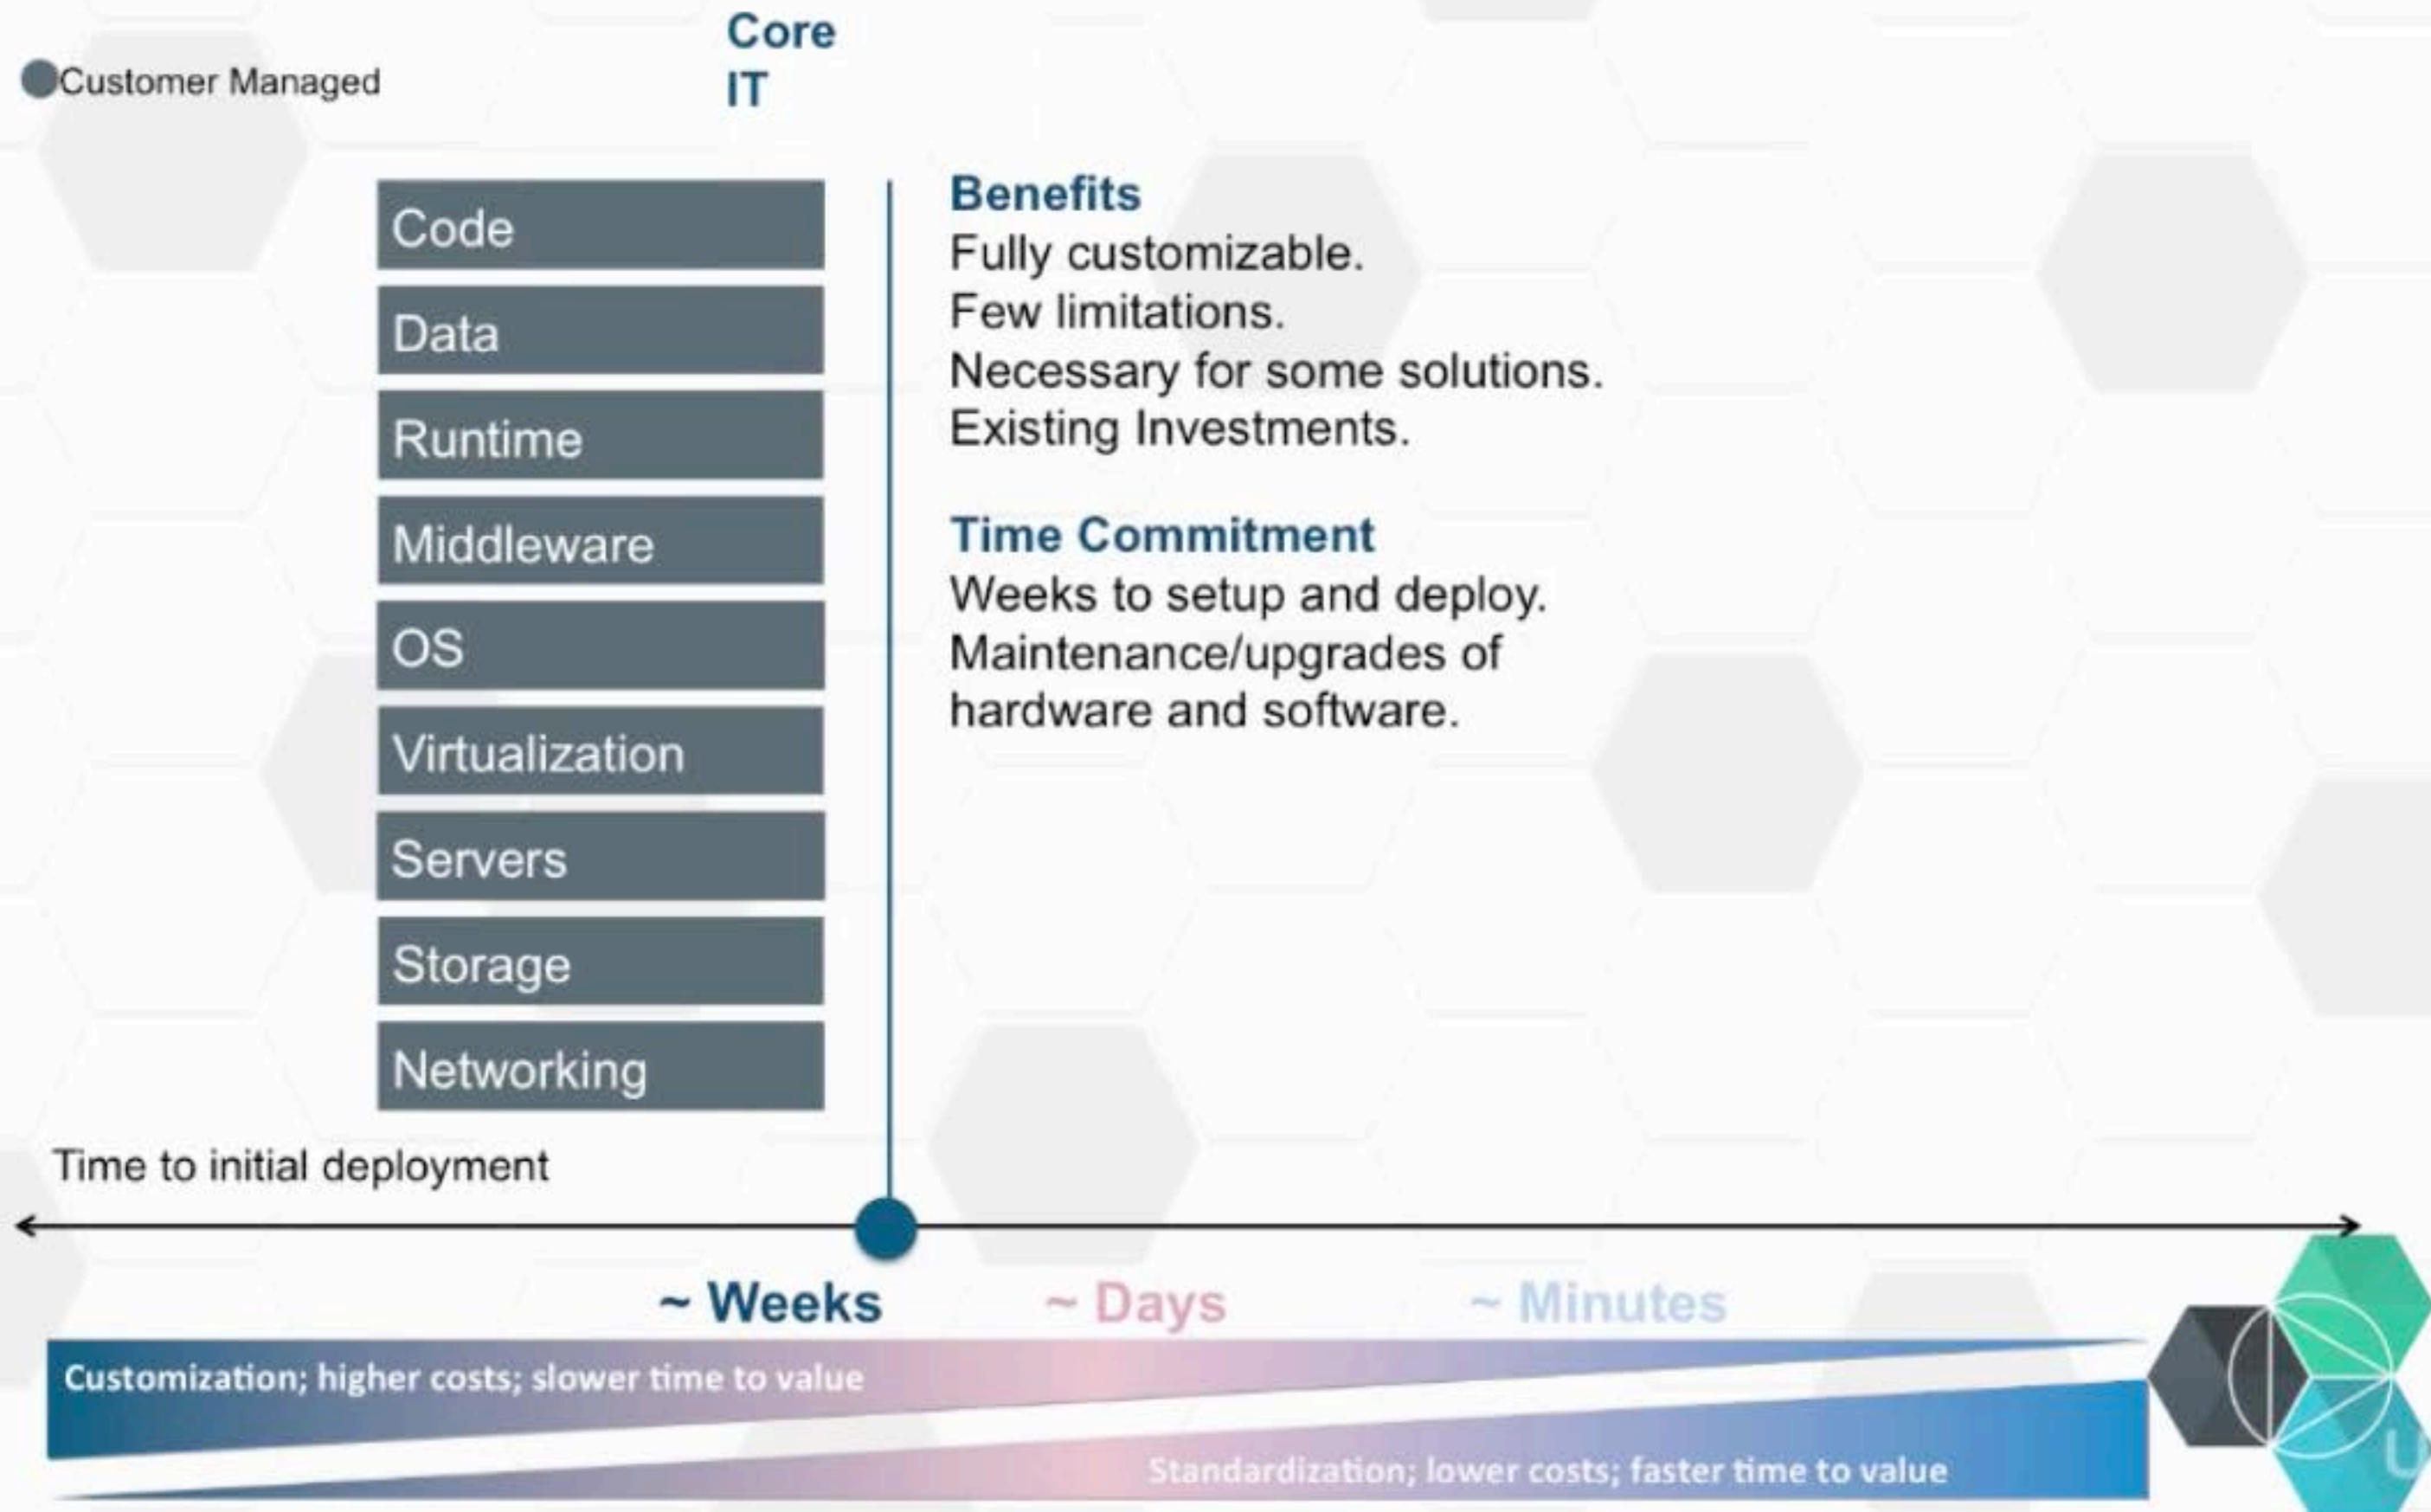 Core
IT
Customer Managed
Code
Data
Runtime
Middleware
OS
Virtualization
Servers
Storage
Networking
Benefits
Fully customizable.
Few limitations.
Necessary for some solutions.
Existing Investments.
Time Commitment
Weeks to setup and deploy.
Maintenance/upgrades of
hardware and software.
Time to initial deployment
~ Weeks
~ Days
~ Minutes
Customization; higher costs; slower time to value
Standardization; lower costs; faster time to value
U